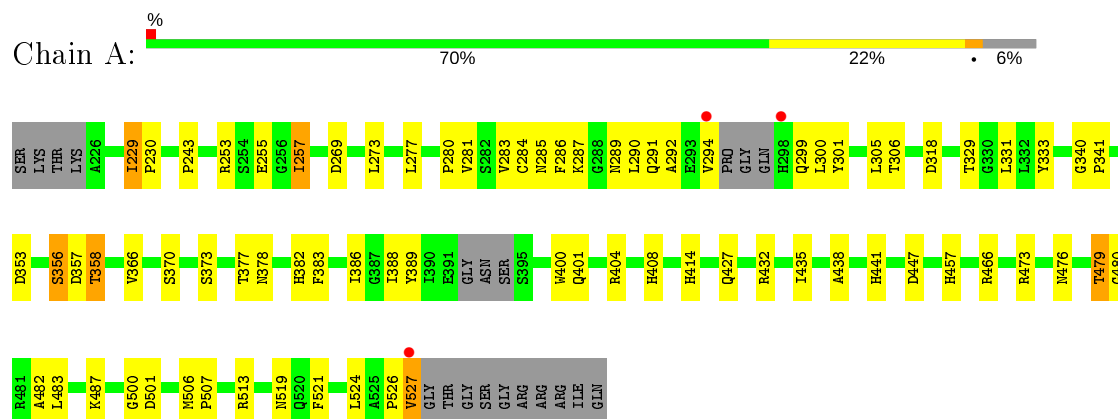 %
Chain A:
70% 22% • 6%
SER LYS THR LYS A226 I229 P230 P243 R253 S254 E255 G256 I257 D269 L273 L277 P280 V281 S282 V283 C284 N285 F286 K287 G288 N289 L290 Q291 A292 E293 V294 PRO GLY GLN H298 Q299 L300 Y301 L305 T306 D318 T329 G330 L331 L332 Y333 G340 P341
D353 S356 D357 T358 V366 S370 S373 T377 N378 H382 F383 I386 G387 I388 Y389 I390 E391 GLY ASN SER S395 W400 Q401 R404 H408 H414 Q427 R432 I435 A438 H441 D447 H457 R466 R473 N476 T479 G480
R481 A482 L483 K487 G500 D501 M506 P507 R513 N519 Q520 F521 L524 A525 P526 V527 GLY THR GLY SER GLY ARG ARG ARG ILE GLN